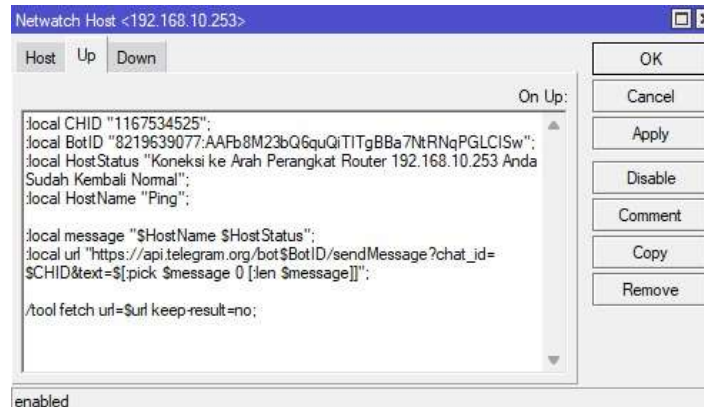 Netwatch Host <192.168.10.253>
Host Up Down
On Up:
:local CHID "1167534525";
:local BotID "8219639077:AAFb8M23bQ6quQiTITgBBa7NtRNqPGLCISw";
:local HostStatus "Koneksi ke Arah Perangkat Router 192.168.10.253 Anda
Sudah Kembali Normal";
:local HostName "Ping";
:local message "$HostName $HostStatus";
:local url "https://api.telegram.org/bot$BotID/sendMessage?chat_id=
$CHID&text=$[:pick $message 0 [:len $message]]";
/tool fetch url=$url keep-result=no;
OK
Cancel
Apply
Disable
Comment
Copy
Remove
enabled